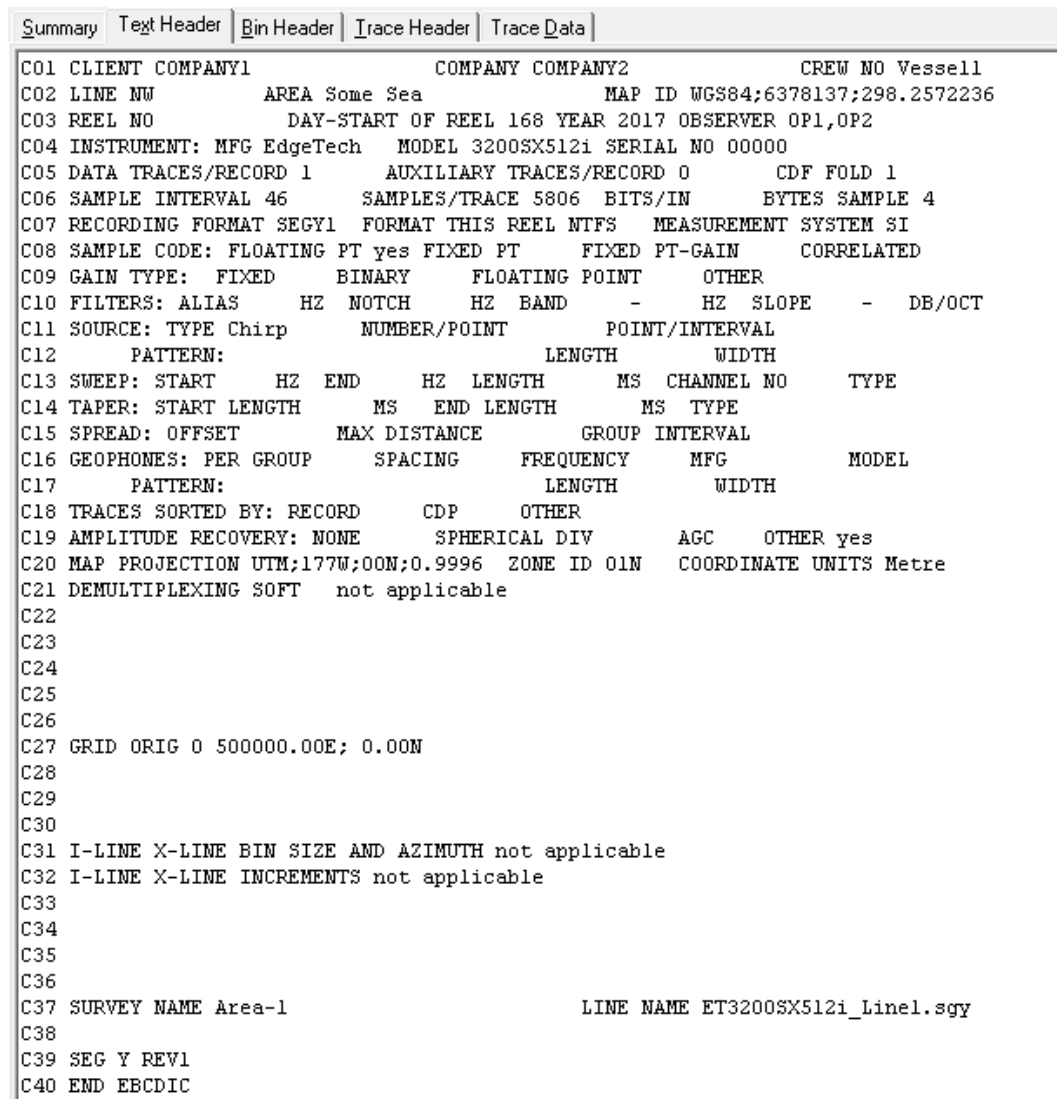 Summary Text Header Bin Header Trace Header Trace Data
C01 CLIENT COMPANY1 COMPANY COMPANY2 CREW NO Vessel1
C02 LINE NW AREA Some Sea MAP ID WGS84;6378137;298.2572236
C03 REEL NO DAY-START OF REEL 168 YEAR 2017 OBSERVER OP1,OP2
C04 INSTRUMENT: MFG EdgeTech MODEL 3200SX512i SERIAL NO 00000
C05 DATA TRACES/RECORD 1 AUXILIARY TRACES/RECORD 0 CDF FOLD 1
C06 SAMPLE INTERVAL 46 SAMPLES/TRACE 5806 BITS/IN BYTES SAMPLE 4
C07 RECORDING FORMAT SEGY1 FORMAT THIS REEL NTFS MEASUREMENT SYSTEM SI
C08 SAMPLE CODE: FLOATING PT yes FIXED PT FIXED PT-GAIN CORRELATED
C09 GAIN TYPE: FIXED BINARY FLOATING POINT OTHER
C10 FILTERS: ALIAS HZ NOTCH HZ BAND - HZ SLOPE - DB/OCT
C11 SOURCE: TYPE Chirp NUMBER/POINT POINT/INTERVAL
C12 PATTERN: LENGTH WIDTH
C13 SWEEP: START HZ END HZ LENGTH MS CHANNEL NO TYPE
C14 TAPER: START LENGTH MS END LENGTH MS TYPE
C15 SPREAD: OFFSET MAX DISTANCE GROUP INTERVAL
C16 GEOPHONES: PER GROUP SPACING FREQUENCY MFG MODEL
C17 PATTERN: LENGTH WIDTH
C18 TRACES SORTED BY: RECORD CDP OTHER
C19 AMPLITUDE RECOVERY: NONE SPHERICAL DIV AGC OTHER yes
C20 MAP PROJECTION UTM;177W;00N;0.9996 ZONE ID 01N COORDINATE UNITS Metre
C21 DEMULTIPLEXING SOFT not applicable
C22
C23
C24
C25
C26
C27 GRID ORIG 0 500000.00E; 0.00N
C28
C29
C30
C31 I-LINE X-LINE BIN SIZE AND AZIMUTH not applicable
C32 I-LINE X-LINE INCREMENTS not applicable
C33
C34
C35
C36
C37 SURVEY NAME Area-1 LINE NAME ET3200SX512i_Line1.sgy
C38
C39 SEG Y REV1
C40 END EBCDIC